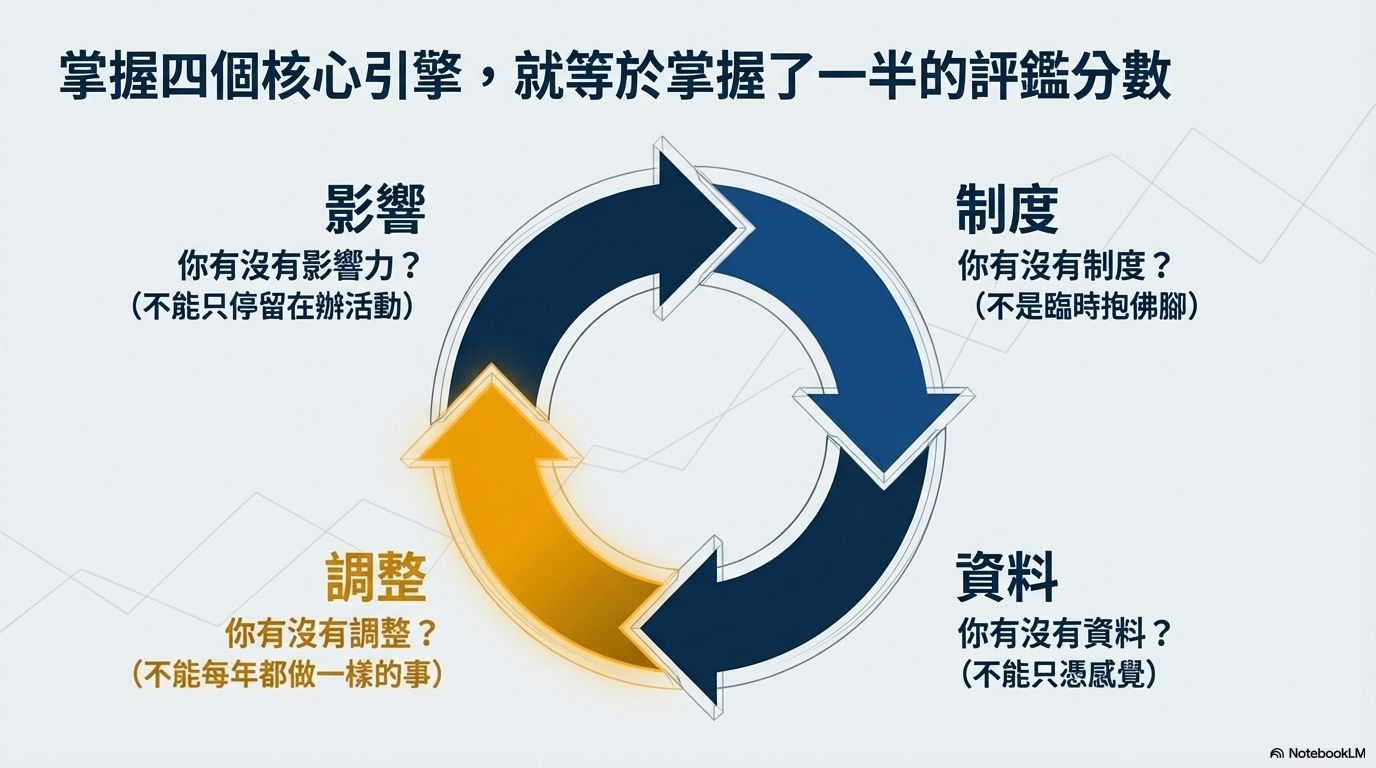 掌握四個核心引擎，就等於掌握了一半的評鑑分數
影響
你有沒有影響力？
（不能只停留在辦活動）
制度
你有沒有制度？
（不是臨時抱佛腳）
調整
你有沒有調整？
（不能每年都做一樣的事）
資料
你有沒有資料？
（不能只憑感覺）
NotebookLM